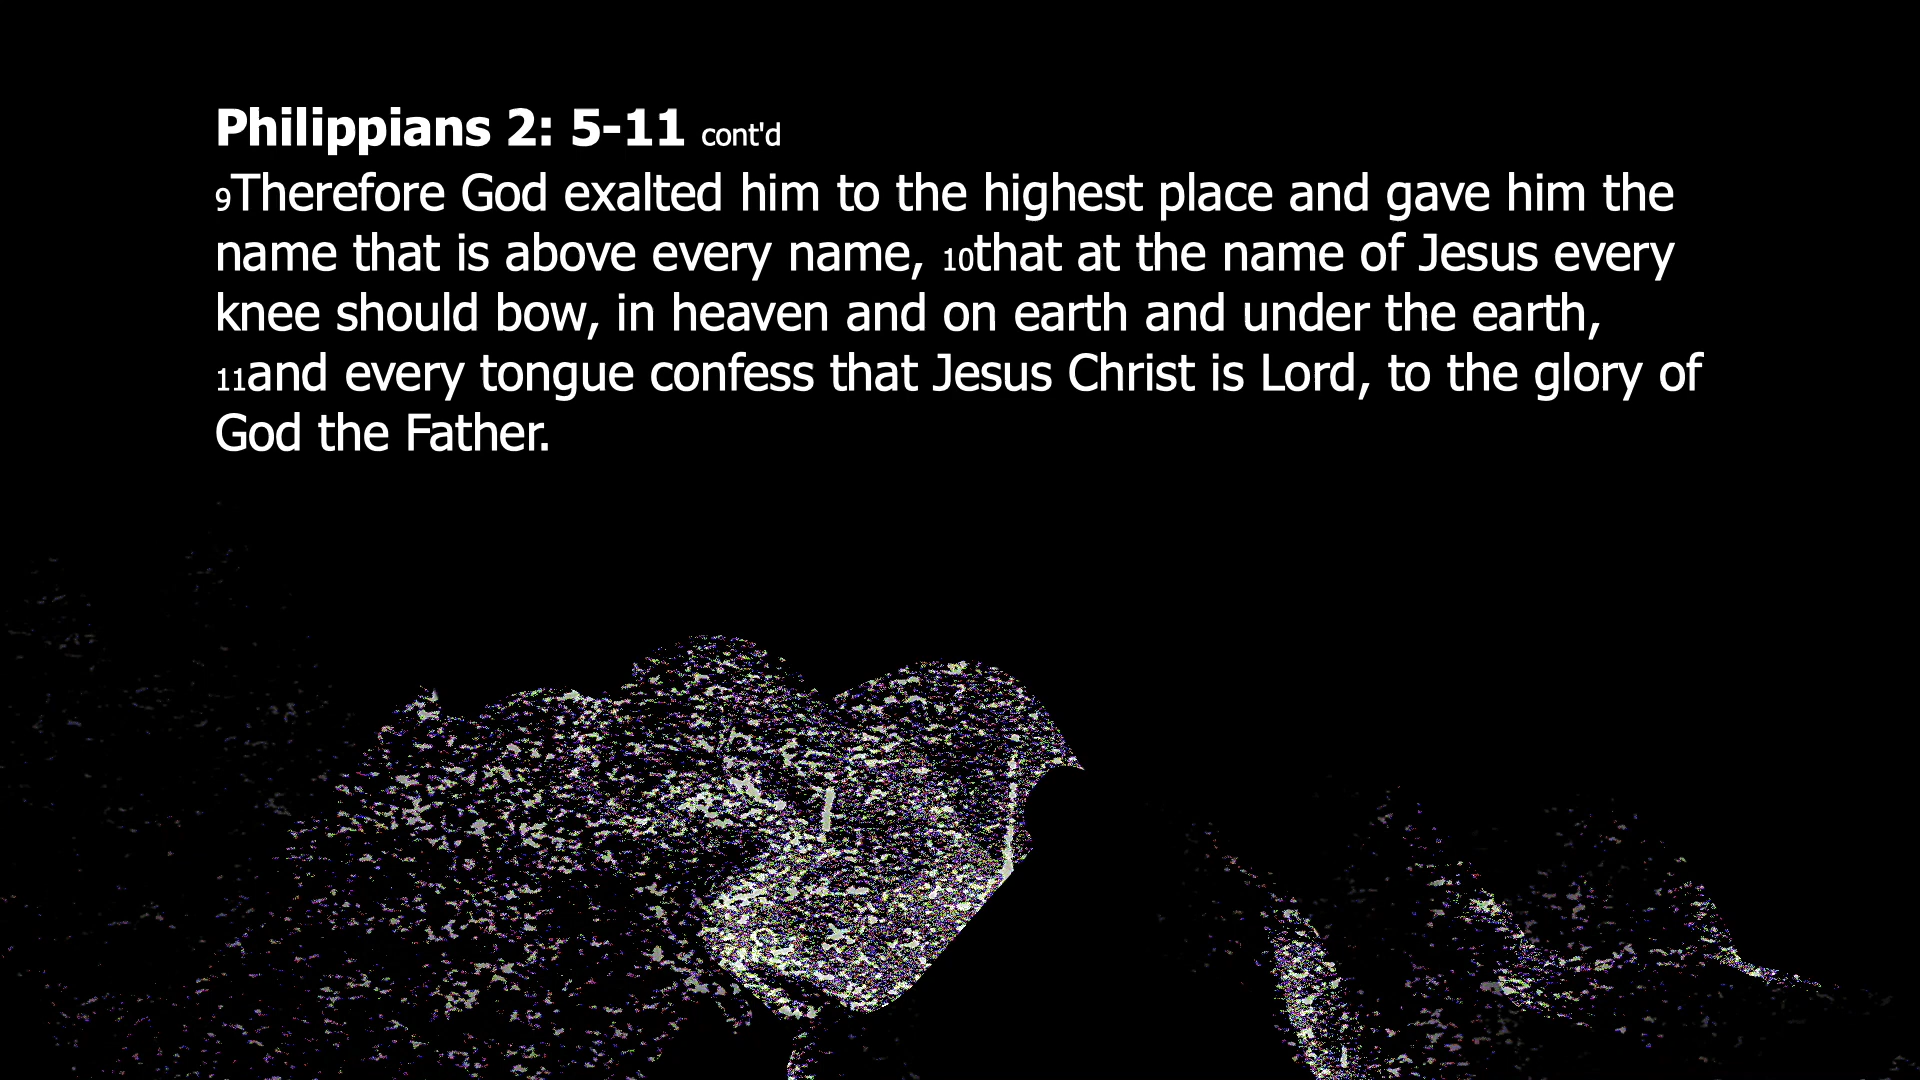 Philippians 2: 5-11 cont'd
9Therefore God exalted him to the highest place and gave him the
name that is above every name, 10that at the name of Jesus every
knee should bow, in heaven and on earth and under the earth,
11and every tongue confess that Jesus Christ is Lord, to the glory of
God the Father.